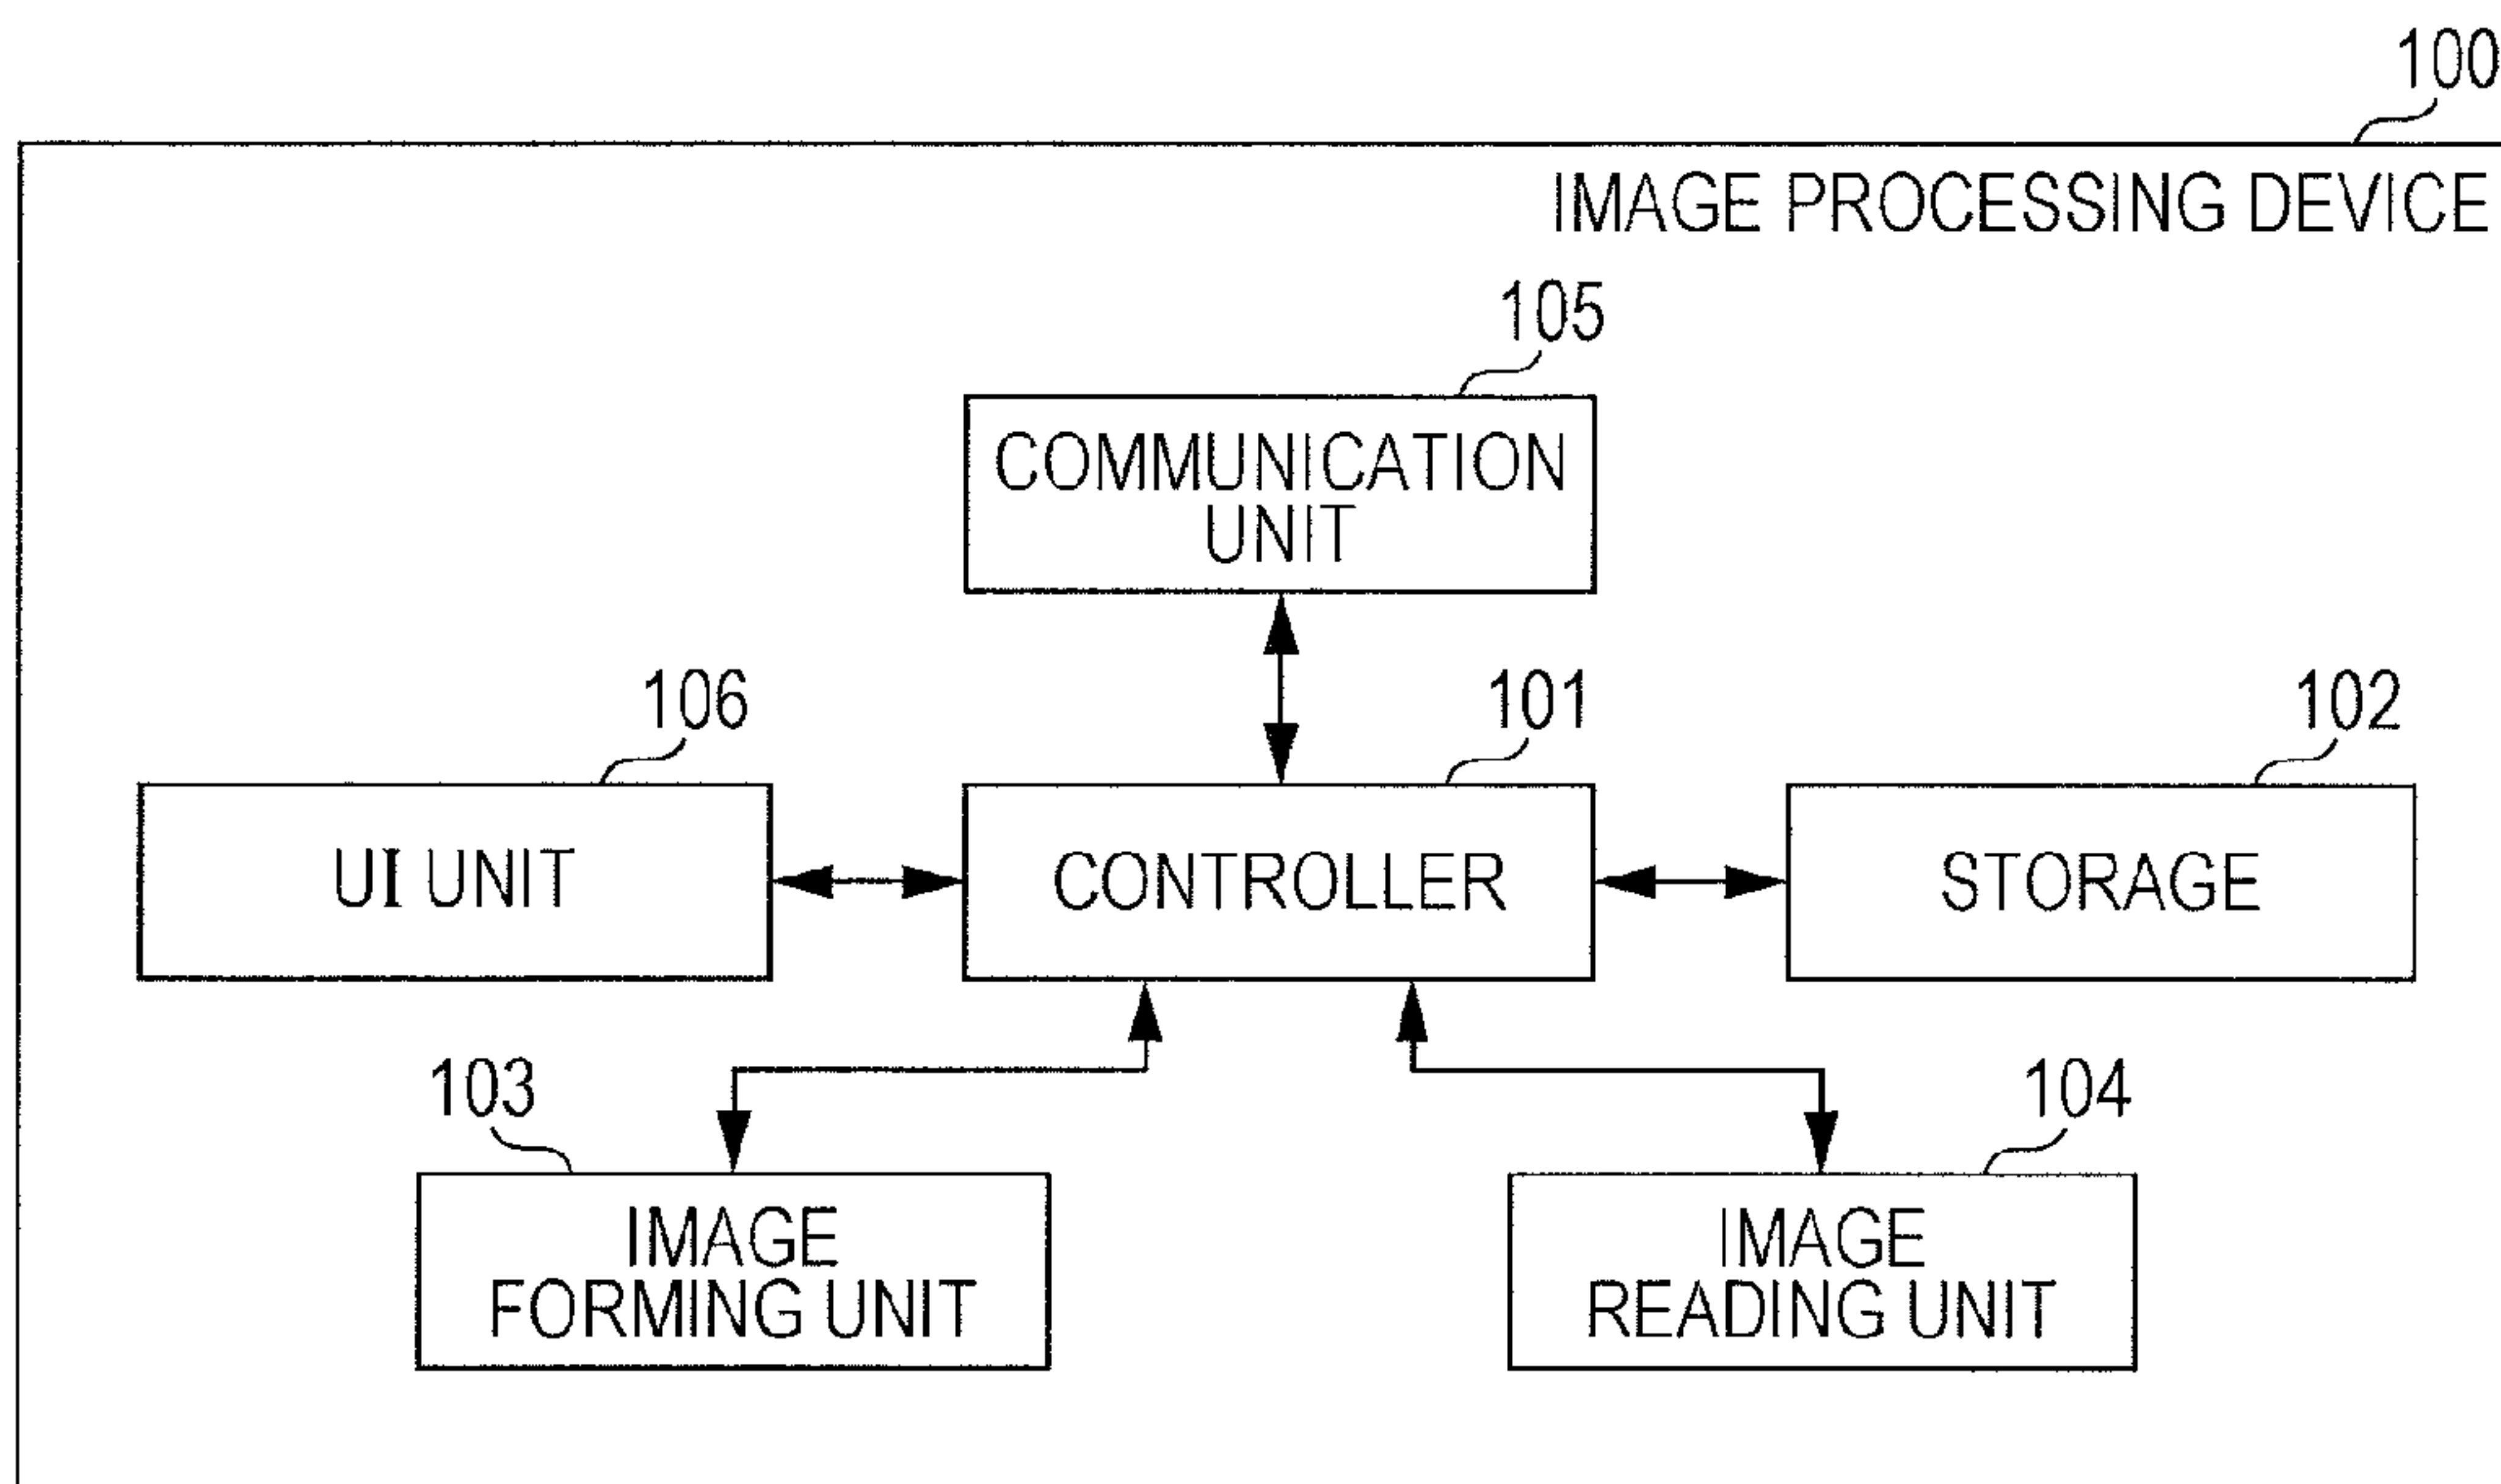 100
IMAGE PROCESSING DEVICE
105
COMMUNICATION
UNIT
106
101
102
UI UNIT
CONTROLLER
STORAGE
103
104
IMAGE
FORMING UNIT
IMAGE
READING UNIT